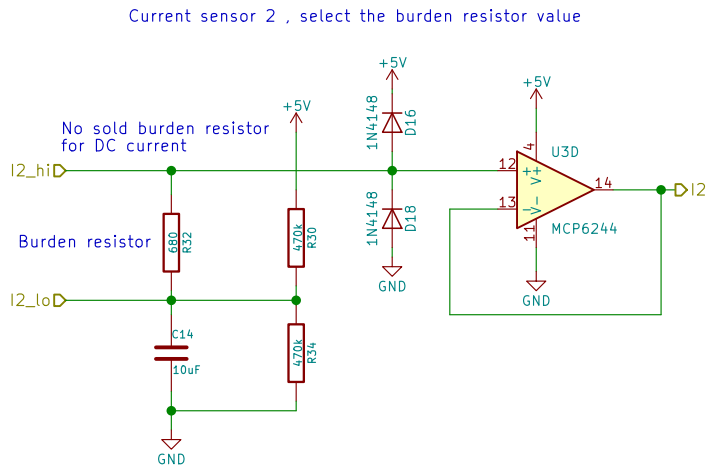 Current sensor 2 , select the burden resistor value
+5V
+5V
+5V
No sold burden resistor
for DC current
1N4148
D16
U3D
I2_hi
12
4
+
V+
14
I2
13
-
V-
11
MCP6244
1N4148
D18
Burden resistor
680
R32
470k
R30
GND
GND
I2_lo
C14
10uF
470k
R34
GND